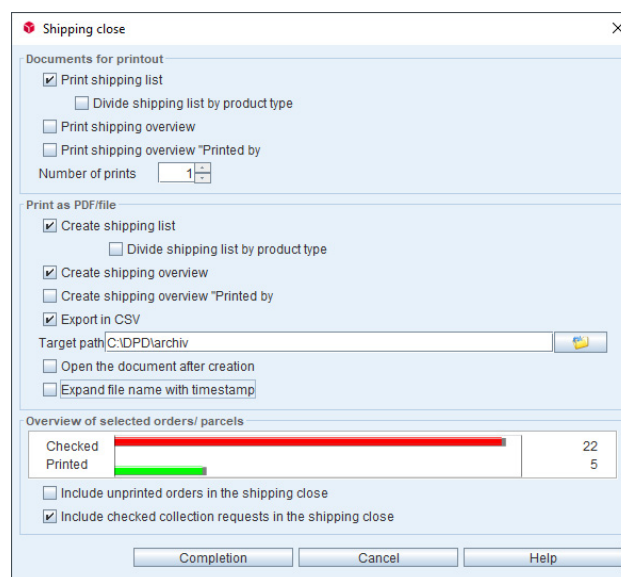 Shipping close
Documents for printout
Print shipping list
Divide shipping list by product type
Print shipping overview
Print shipping overview "Printed by
Number of prints 1
Print as PDF/file
Create shipping list
Divide shipping list by product type
Create shipping overview
Create shipping overview "Printed by
Export in CSV
Target path C:\DPD\archiv
Open the document after creation
Expand file name with timestamp
Overview of selected orders/ parcels
Checked 22
Printed 5
Include unprinted orders in the shipping close
Include checked collection requests in the shipping close
Completion Cancel Help